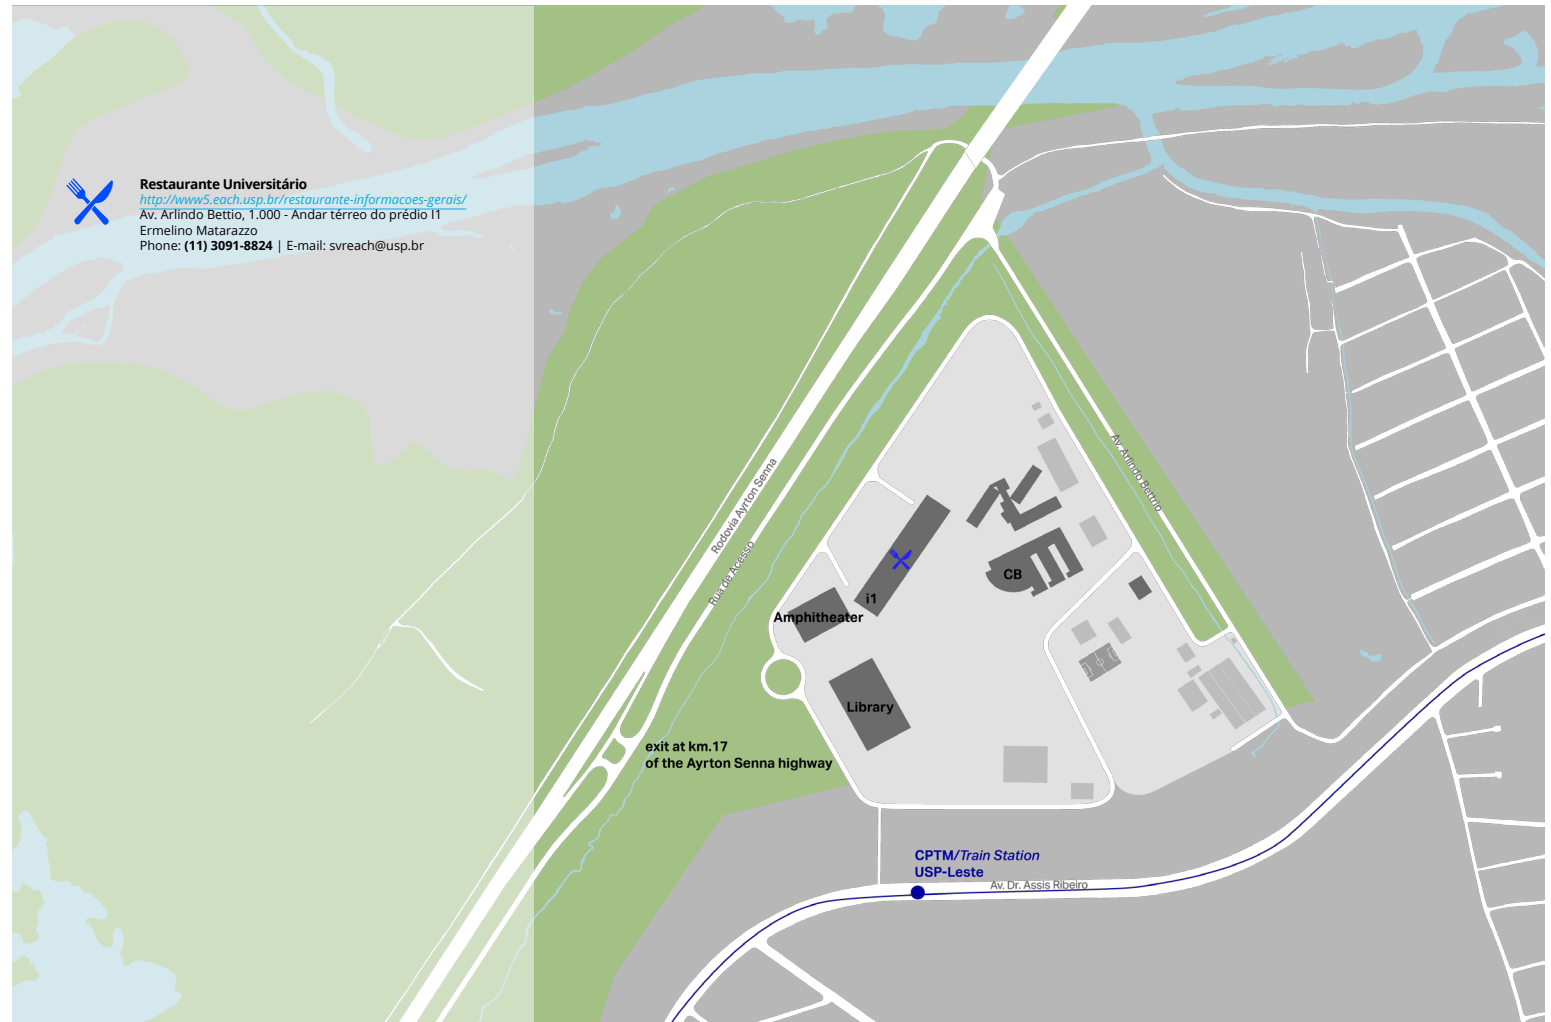 Restaurante Universitário
http://www5.each.usp.br/restaurante-informacoes-gerais/
Av. Arlindo Bettio, 1.000 - Andar térreo do prédio I1
Ermelino Matarazzo
Phone: (11) 3091-8824 | E-mail: svreach@usp.br
Av. Arlindo Bettrio
Rodovia Ayrton Senna
Rua de Acesso
CB
i1
Amphitheater
Library
exit at km.17
of the Ayrton Senna highway
CPTM/Train Station
USP-Leste
Av. Dr. Assis Ribeiro